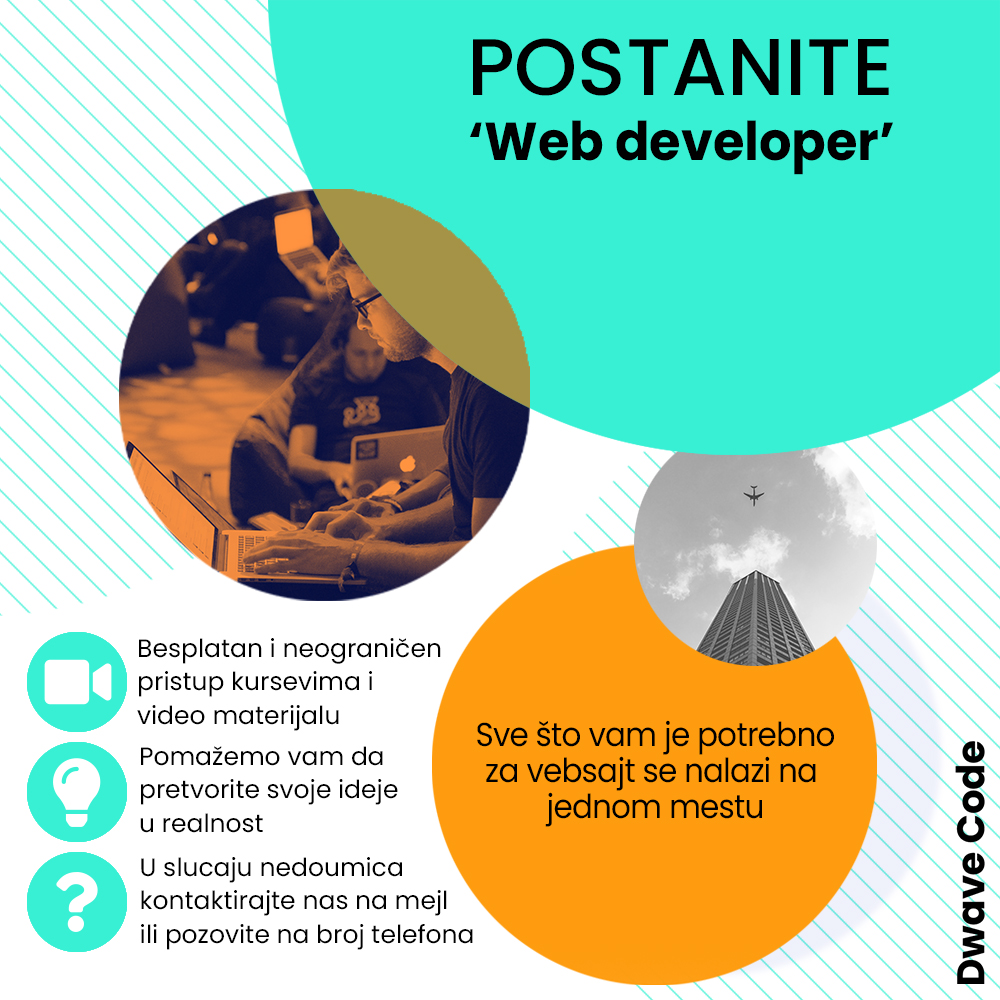 POSTANITE
‘Web developer’
Besplatan i neograničen
pristup kursevima i
video materijalu
Pomažemo vam da
pretvorite svoje ideje
u realnost
U slucaju nedoumica
kontaktirajte nas na mejl
ili pozovite na broj telefona
Sve što vam je potrebno
za vebsajt se nalazi na
jednom mestu
Dwave Code